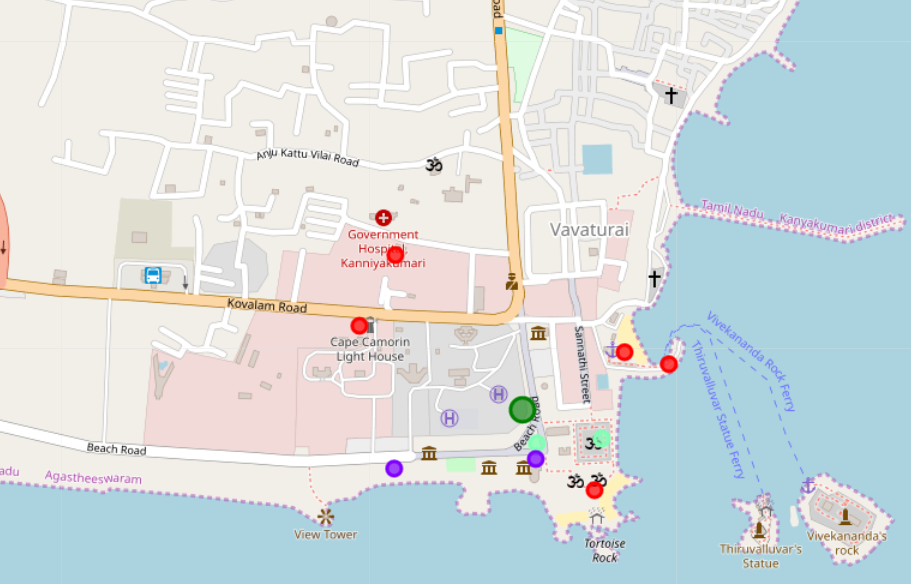 oad
Anju Kattu Vilai Road
Tamil Nadu
Kanyakumari district
Vavaturai
Government
Hospital,
Kanniyakumari
Kovalam Road
Vivekananda Rock Ferry
Cape Camorin
Light House
Sannathi Street
Thiruvalluvar Statue Ferry
H
H
Beach Road
Beach Road
adu
Agastheeswaram
View Tower
Tortoise
Rock
Thiruvalluvar's
Statue
Vivekananda's
rock